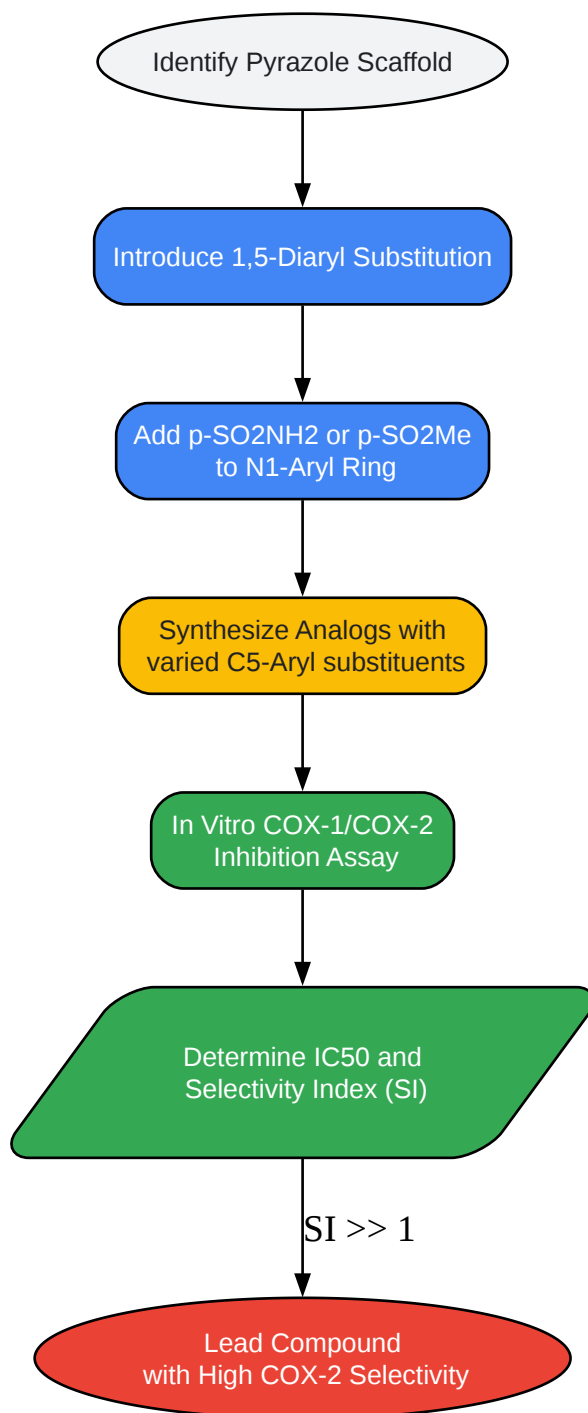 Identify Pyrazole Scaffold
Introduce 1,5-Diaryl Substitution
Add p-SO2NH2 or p-SO2Me
to N1-Aryl Ring
Synthesize Analogs with
varied C5-Aryl substituents
In Vitro COX-1/COX-2
Inhibition Assay
Determine IC50 and
Selectivity Index (SI)
SI >> 1
Lead Compound
with High COX-2 Selectivity